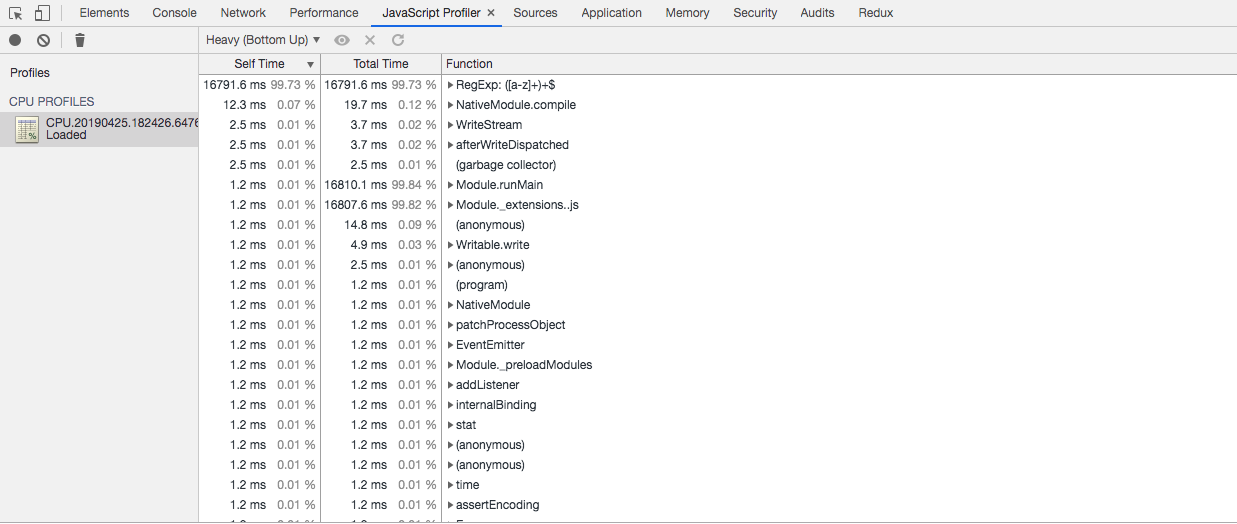 Elements Console Network Performance JavaScript Profiler × Sources Application Memory Security Audits Redux
Heavy (Bottom Up) ▼
Profiles
CPU PROFILES
CPU.20190425.182426.6476
Loaded
%
Self Time ▼ Total Time Function
16791.6 ms 99.73 % 16791.6 ms 99.73 % RegExp: ([a-z]+)+$
12.3 ms 0.07 % 19.7 ms 0.12 % NativeModule.compile
2.5 ms 0.01 % 3.7 ms 0.02 % WriteStream
2.5 ms 0.01 % 3.7 ms 0.02 % afterWriteDispatched
2.5 ms 0.01 % 2.5 ms 0.01 % (garbage collector)
1.2 ms 0.01 % 16810.1 ms 99.84 % Module.runMain
1.2 ms 0.01 % 16807.6 ms 99.82 % Module._extensions..js
1.2 ms 0.01 % 14.8 ms 0.09 % (anonymous)
1.2 ms 0.01 % 4.9 ms 0.03 % Writable.write
1.2 ms 0.01 % 2.5 ms 0.01 % (anonymous)
1.2 ms 0.01 % 1.2 ms 0.01 % (program)
1.2 ms 0.01 % 1.2 ms 0.01 % NativeModule
1.2 ms 0.01 % 1.2 ms 0.01 % patchProcessObject
1.2 ms 0.01 % 1.2 ms 0.01 % EventEmitter
1.2 ms 0.01 % 1.2 ms 0.01 % Module._preloadModules
1.2 ms 0.01 % 1.2 ms 0.01 % addListener
1.2 ms 0.01 % 1.2 ms 0.01 % internalBinding
1.2 ms 0.01 % 1.2 ms 0.01 % stat
1.2 ms 0.01 % 1.2 ms 0.01 % (anonymous)
1.2 ms 0.01 % 1.2 ms 0.01 % (anonymous)
1.2 ms 0.01 % 1.2 ms 0.01 % time
1.2 ms 0.01 % 1.2 ms 0.01 % assertEncoding